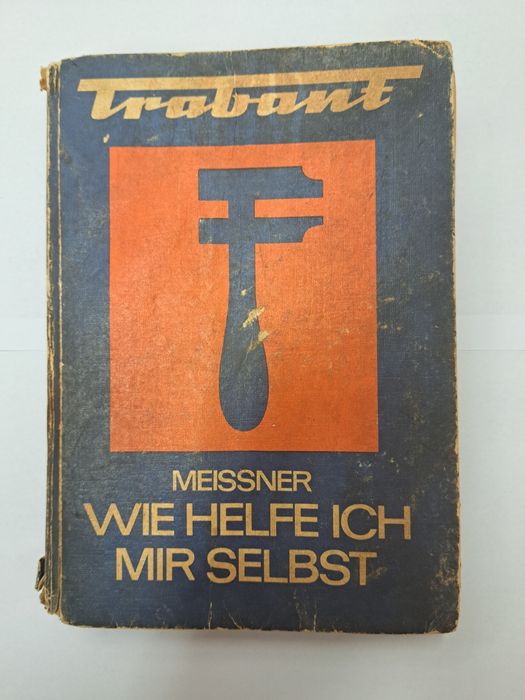 Trabant
MEISSNER
WIE HELFE ICH
MIR SELBST